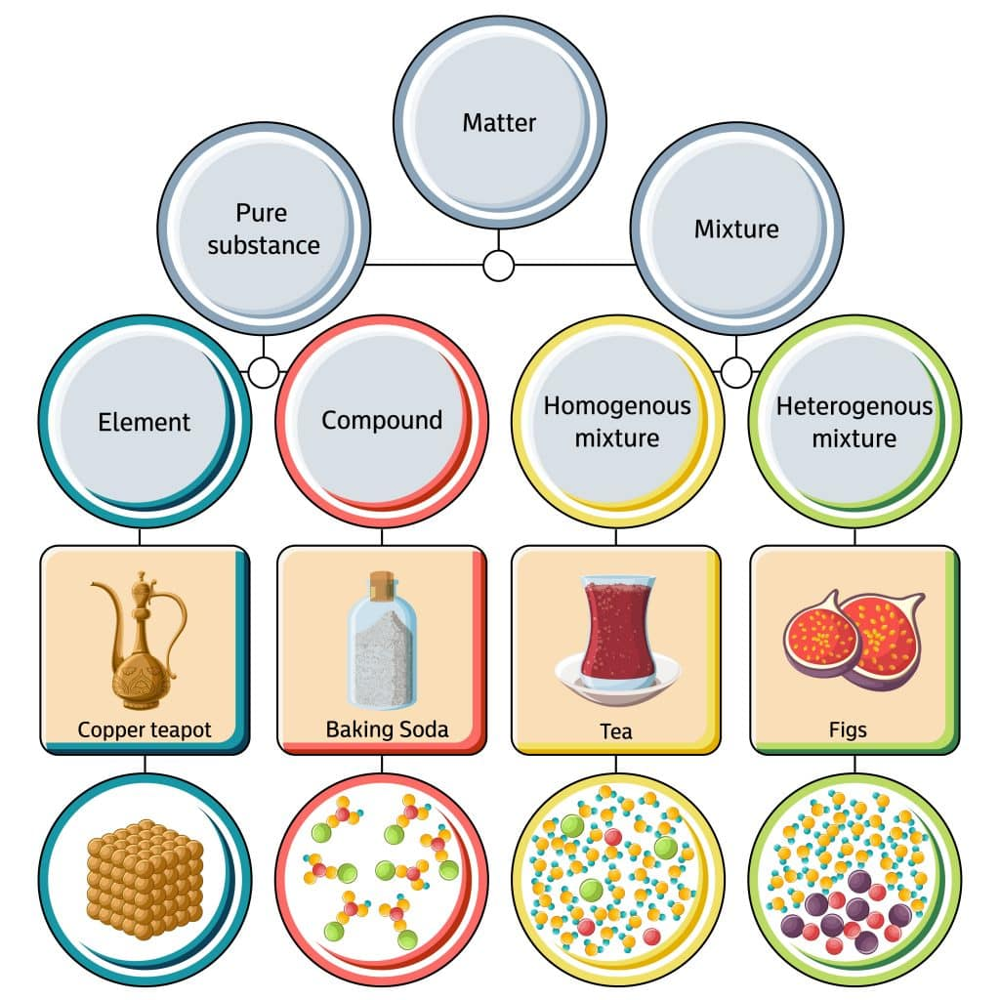 Matter
Pure
substance
Mixture
Element
Compound
Homogenous
mixture
Heterogenous
mixture
Copper teapot
Baking Soda
Tea
Figs